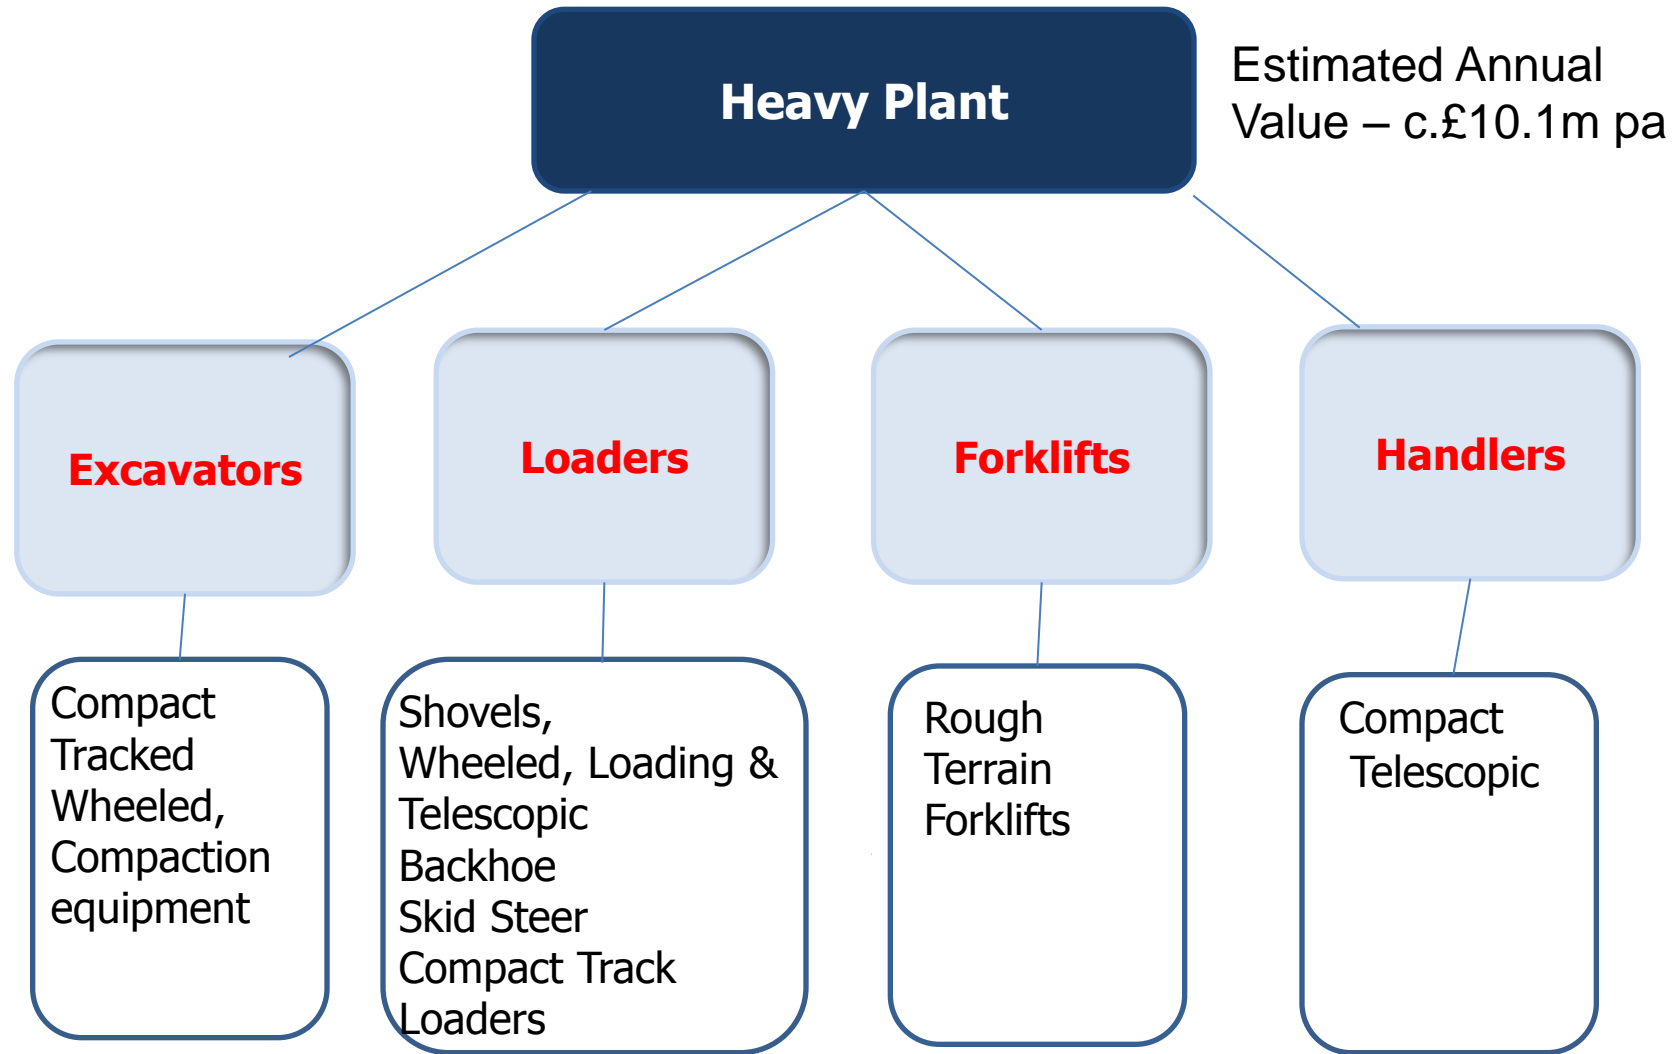 Heavy Plant
Estimated Annual
Value – c.£10.1m pa
Excavators
Loaders
Forklifts
Handlers
Compact
Tracked
Wheeled,
Compaction
equipment
Shovels,
Wheeled, Loading &
Telescopic
Backhoe
Skid Steer
Compact Track
Loaders
Rough
Terrain
Forklifts
Compact
Telescopic